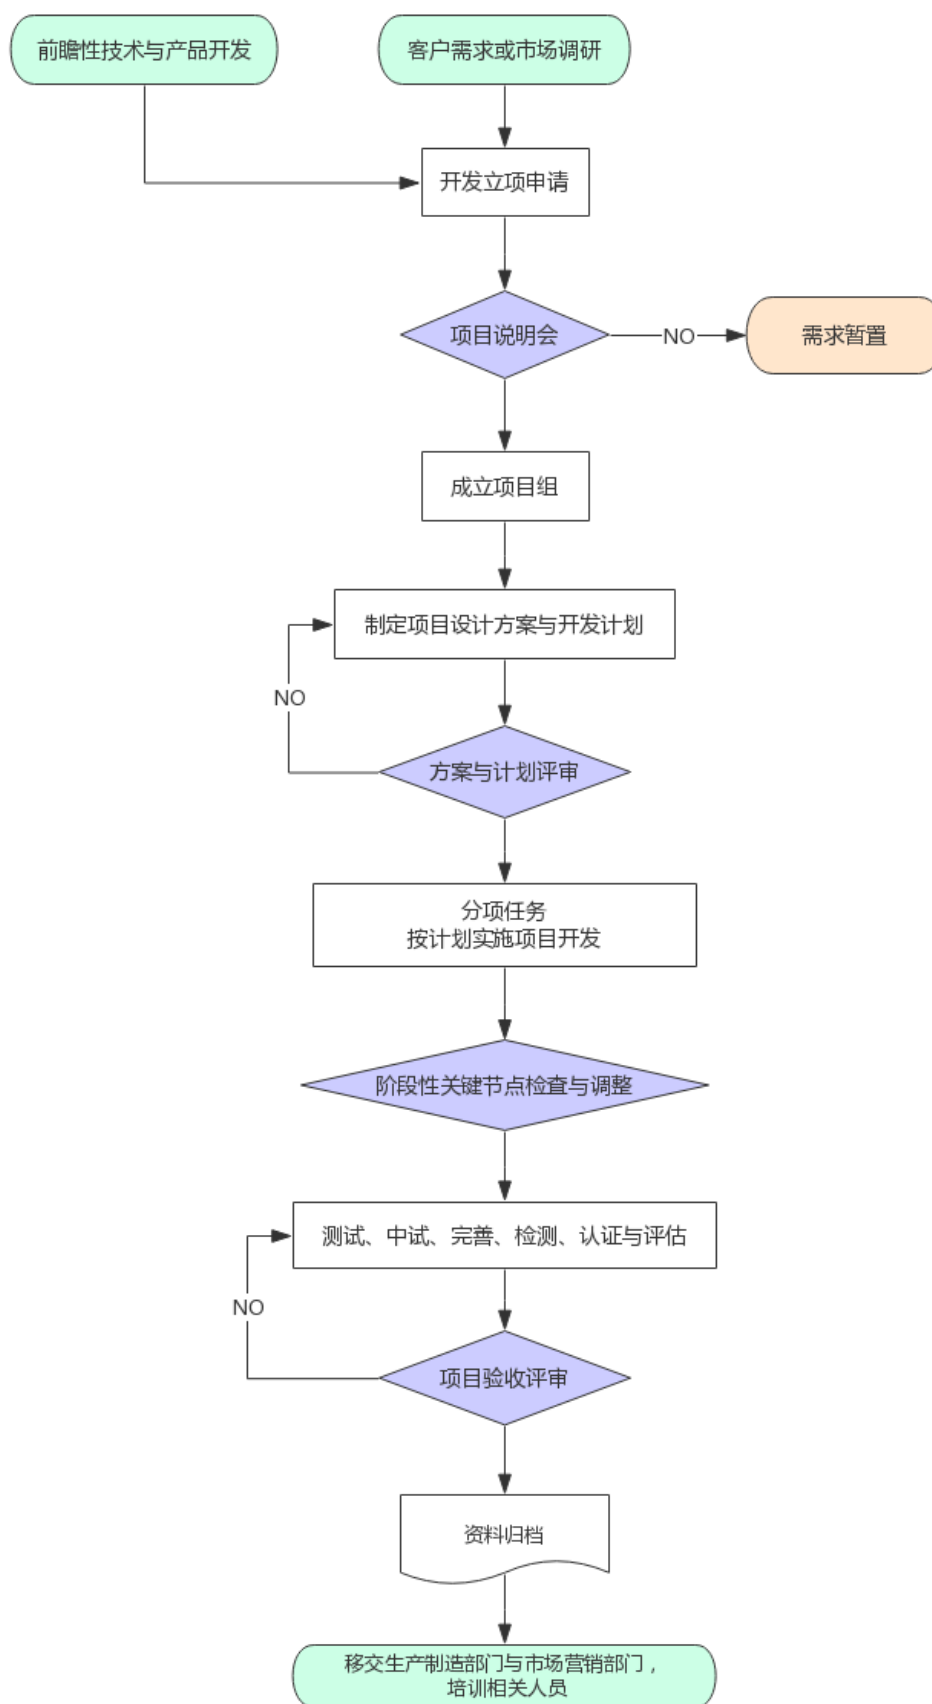 前瞻性技术与产品开发
客户需求或市场调研
开发立项申请
项目说明会
NO
需求暂置
成立项目组
制定项目设计方案与开发计划
NO
方案与计划评审
分项任务
按计划实施项目开发
阶段性关键节点检查与调整
测试、中试、完善、检测、认证与评估
NO
项目验收评审
资料归档
移交生产制造部门与市场营销部门，
培训相关人员